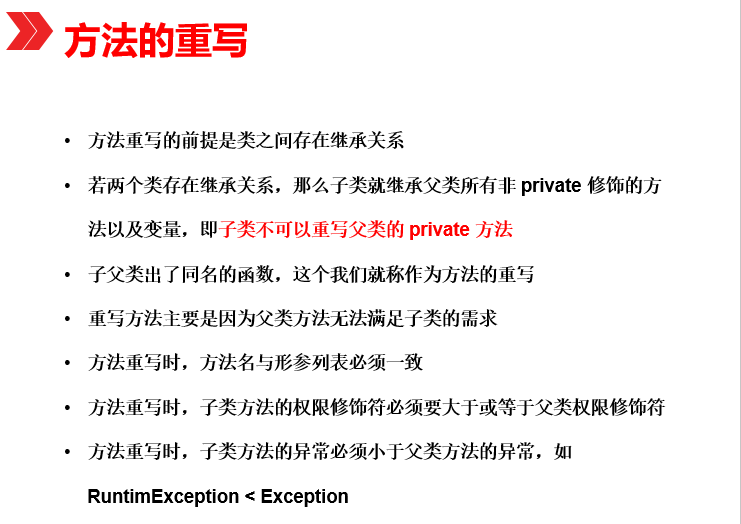 方法的重写
• 方法重写的前提是类之间存在继承关系
• 若两个类存在继承关系，那么子类就继承父类所有非 private 修饰的方
法以及变量，即子类不可以重写父类的 private 方法
• 子父类出了同名的函数，这个我们就称作为方法的重写
• 重写方法主要是因为父类方法无法满足子类的需求
• 方法重写时，方法名与形参列表必须一致
• 方法重写时，子类方法的权限修饰符必须要大于或等于父类权限修饰符
• 方法重写时，子类方法的异常必须小于父类方法的异常，如
RuntimException < Exception